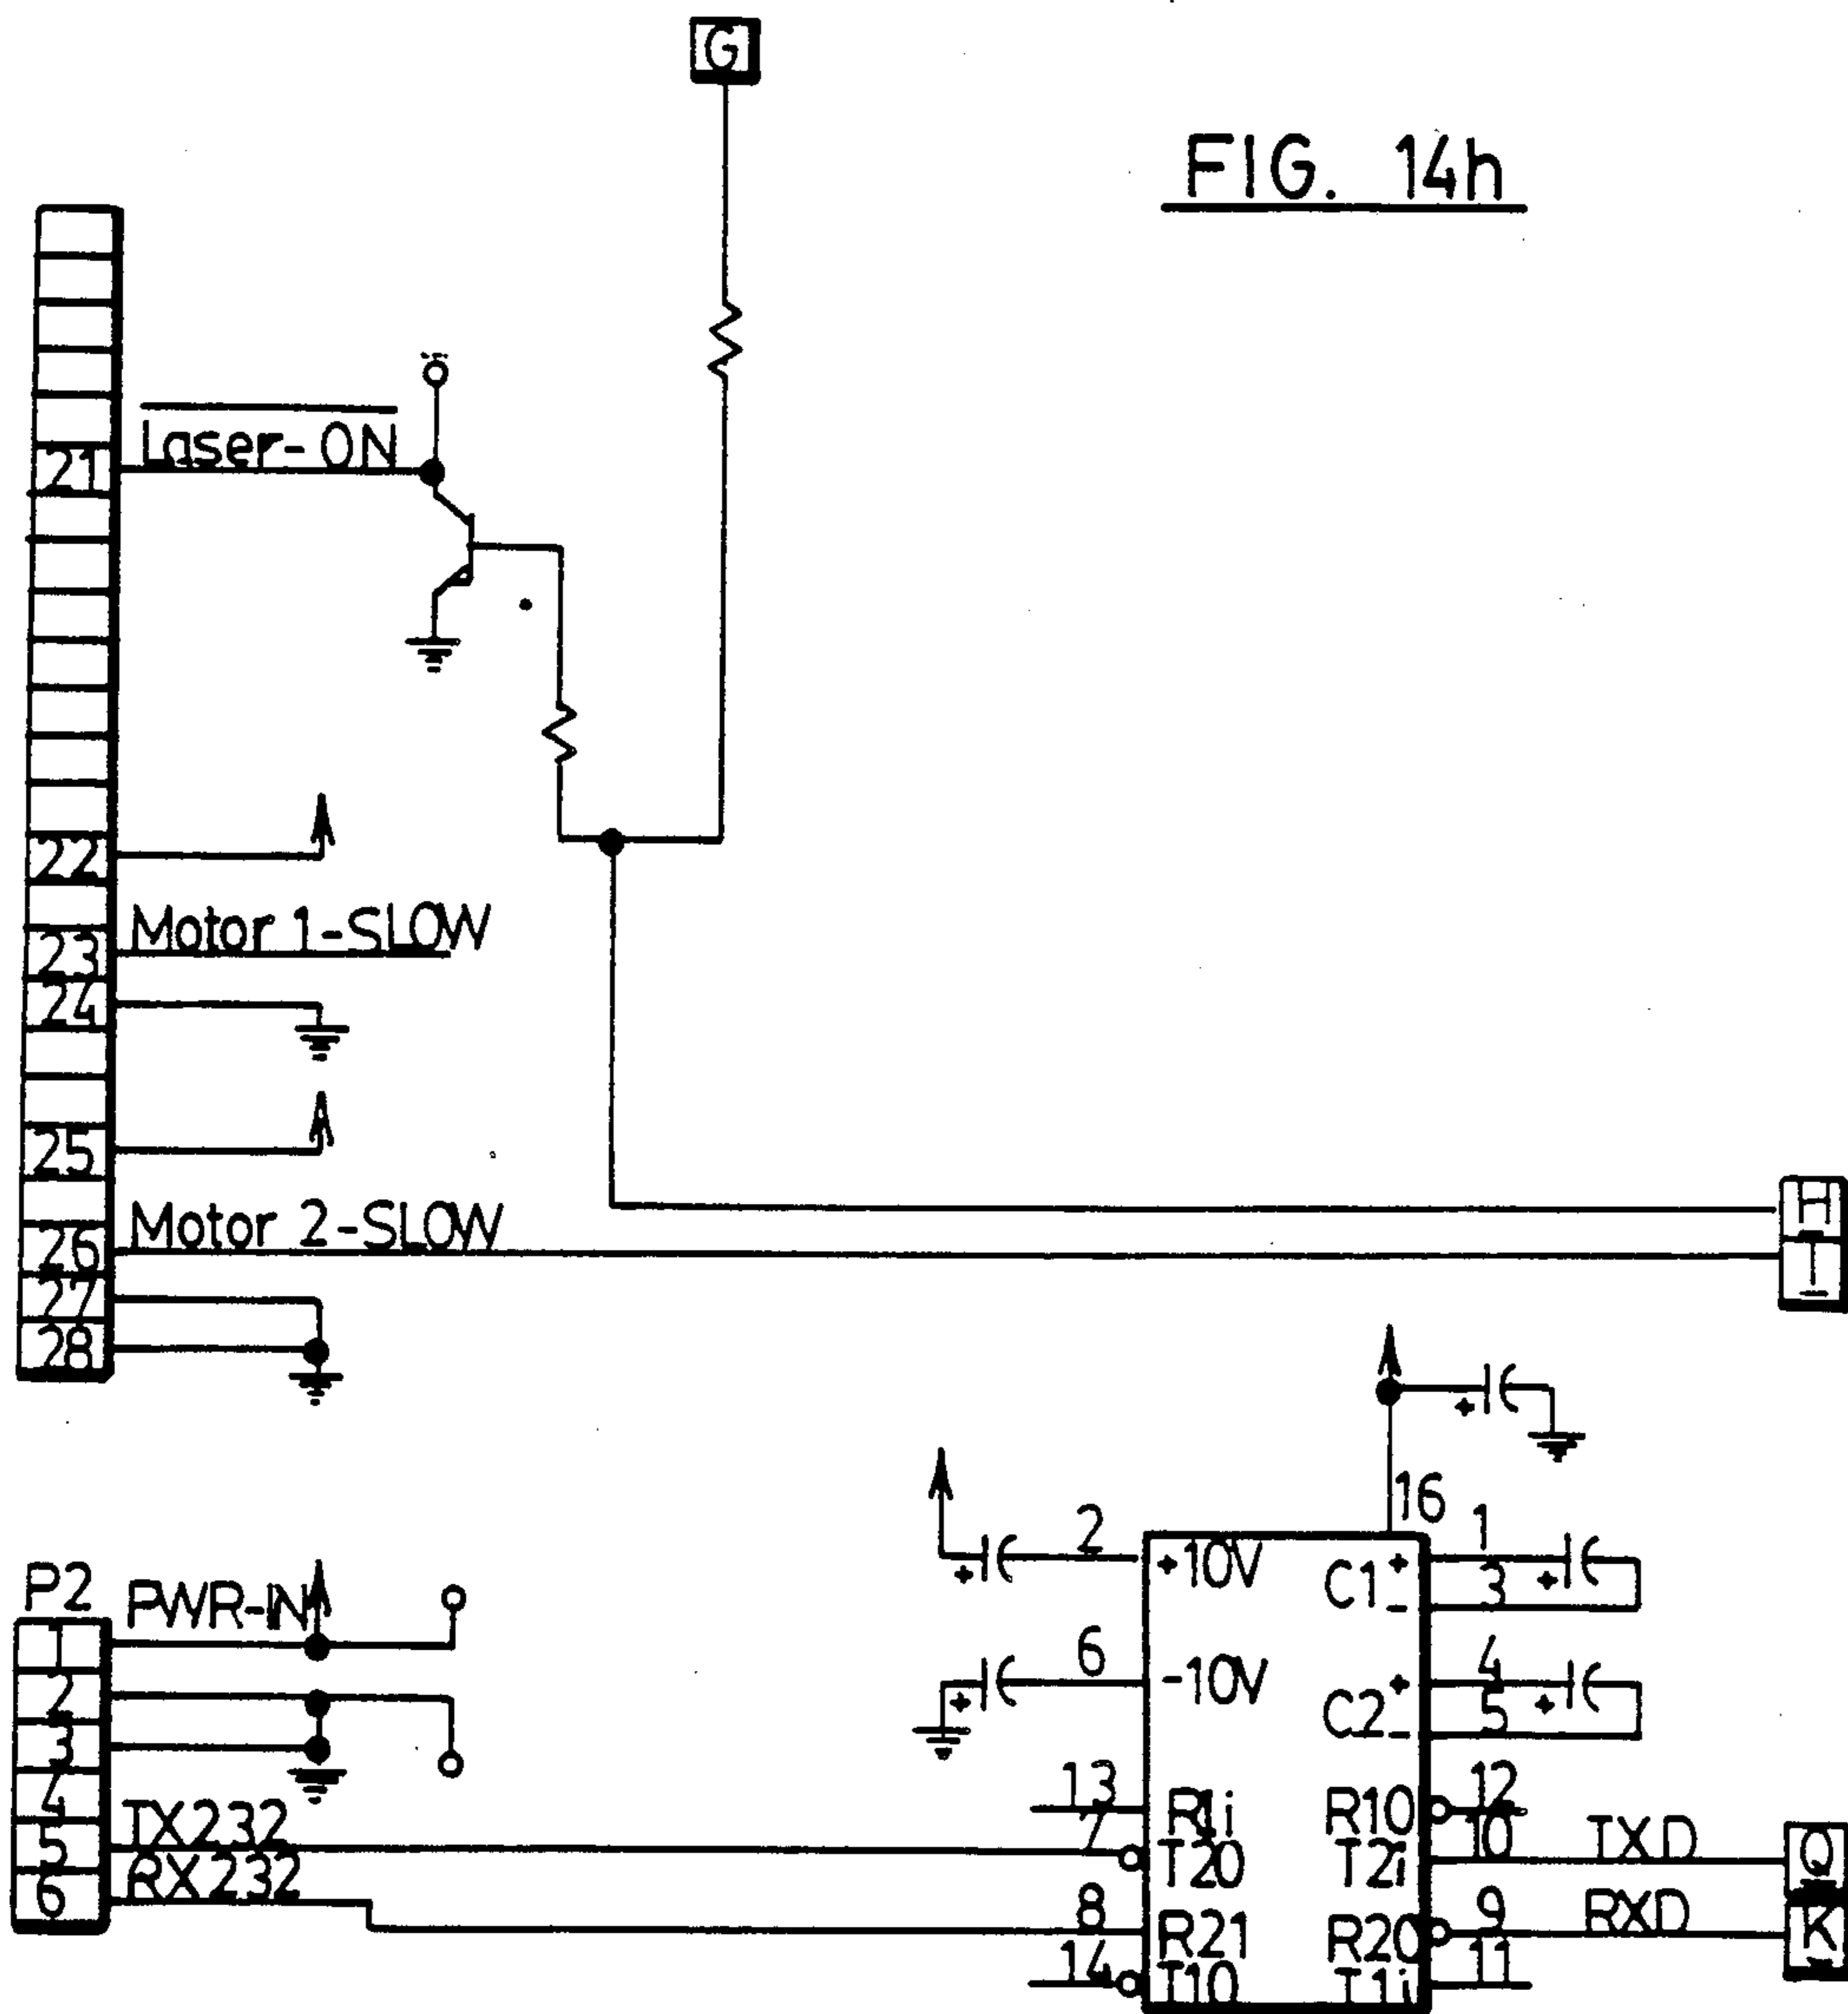 G
FIG. 14h
Laser-ON
21
22
Motor 1-SLOW
23
24
25
Motor 2-SLOW
26
27
28
H
I
16
2
+10V
C1 +
-
1
3
P2
PWR-IN
1
2
3
4
5
6
6
-10V
C2 +
-
4
5
TX232
RX232
13
R1i
7
T20
8
R21
14
T10
R10
12
T2i
10
TXD
Q
R20
9
RXD
K
T1i
11